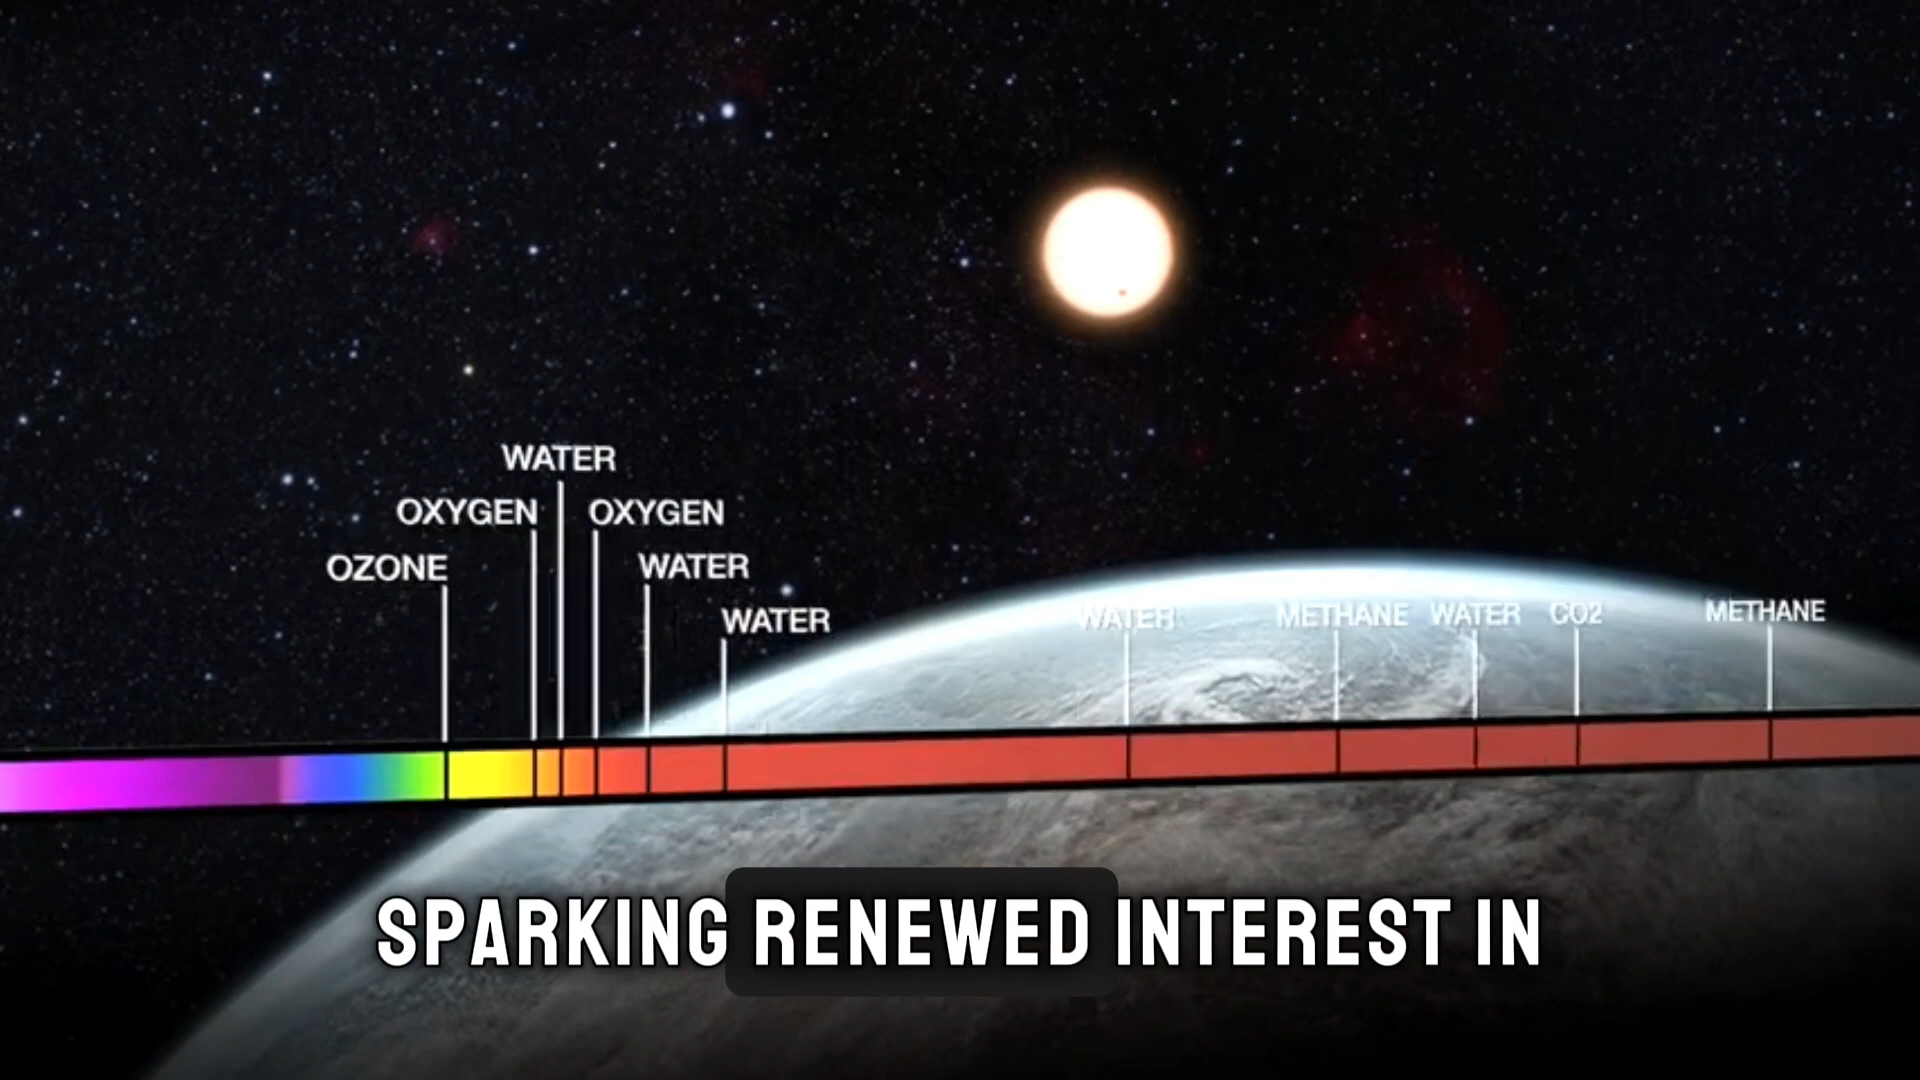 WATER
OXYGEN OXYGEN
OZONE WATER
WATER WATER METHANE WATER CO2 METHANE
SPARKING RENEWED INTEREST IN